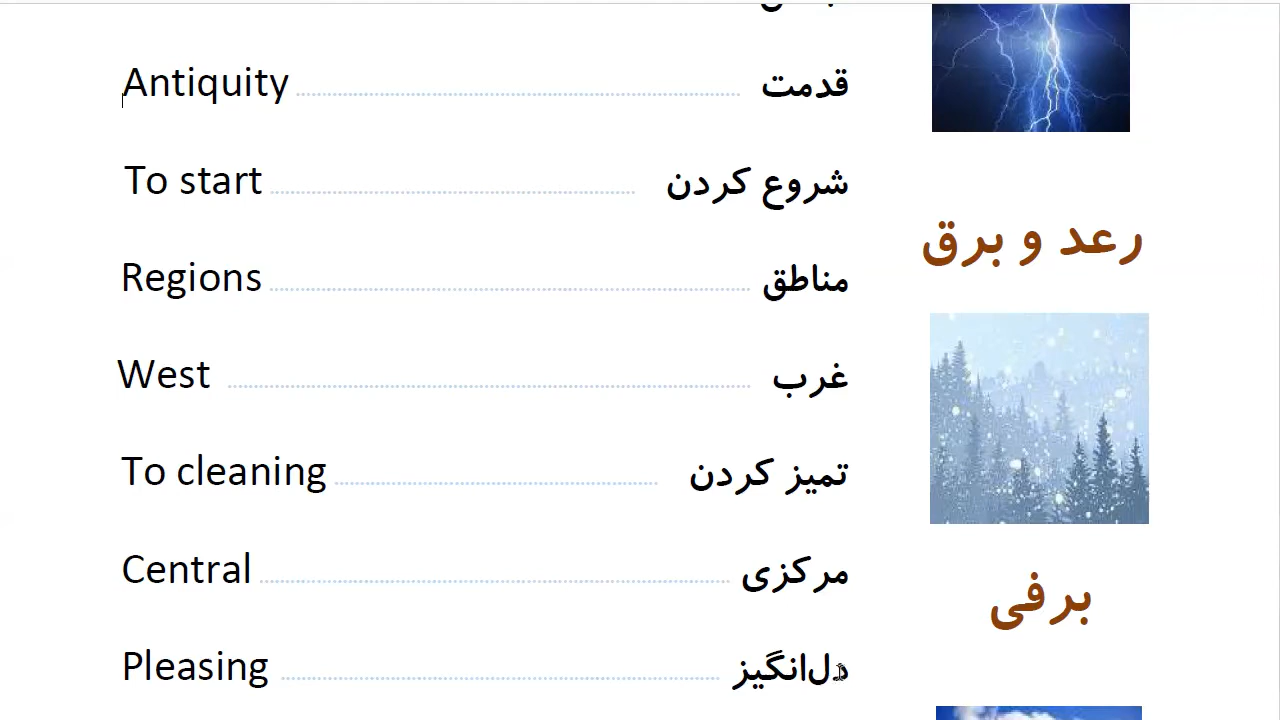 Antiquity ........ قدمت
To start ........ شروع کردن
رعد و برق
Regions ........ مناطق
West ........ غرب
To cleaning ........ تمیز کردن
Central ........ مرکزی
برفی
Pleasing ........ دل‌انگیز